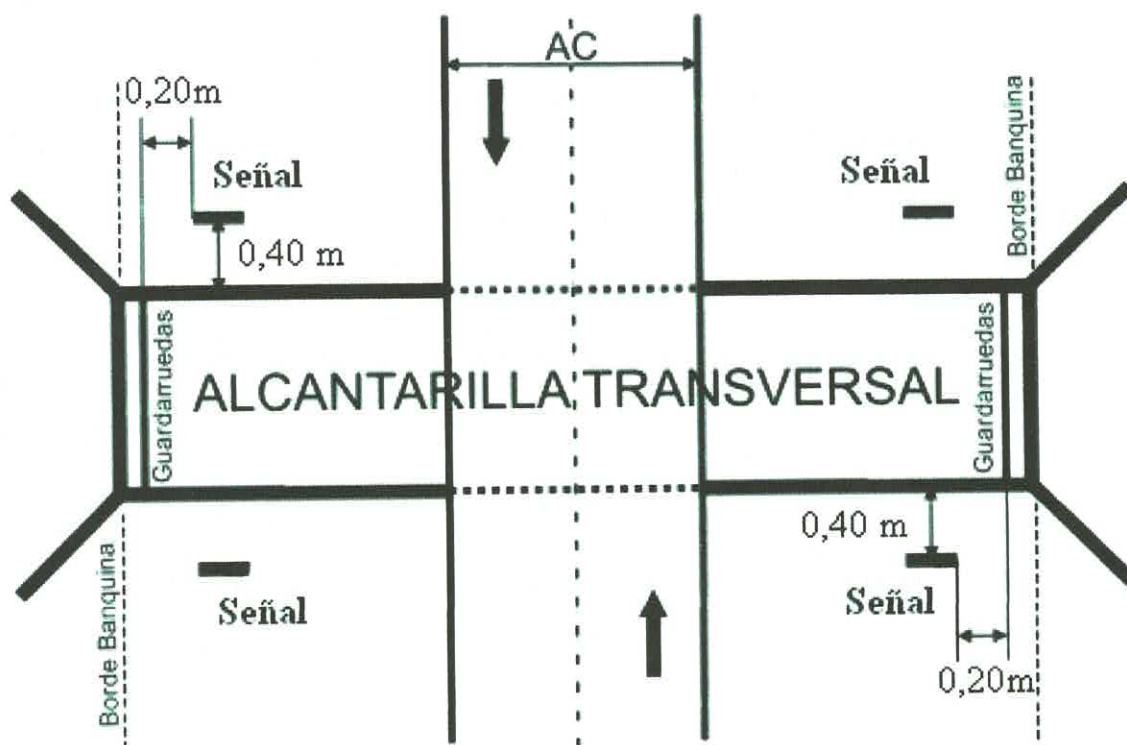 AC
0,20m
Señal
Señal
Borde Banquina
0,40 m
Guardarruedas
ALCANTARILLA TRANSVERSAL
Guardarruedas
0,40 m
Borde Banquina
Señal
Señal
0,20m